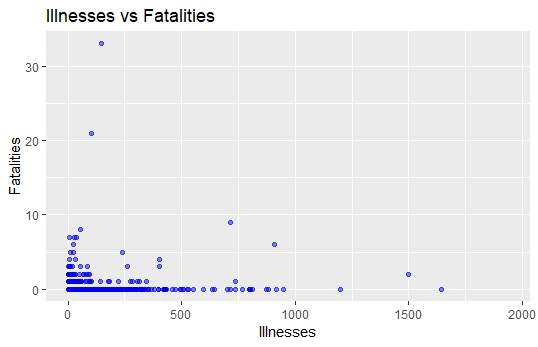 Illnesses vs Fatalities
30
20
10
0
Fatalities
0 500 1000 1500 2000
Illnesses